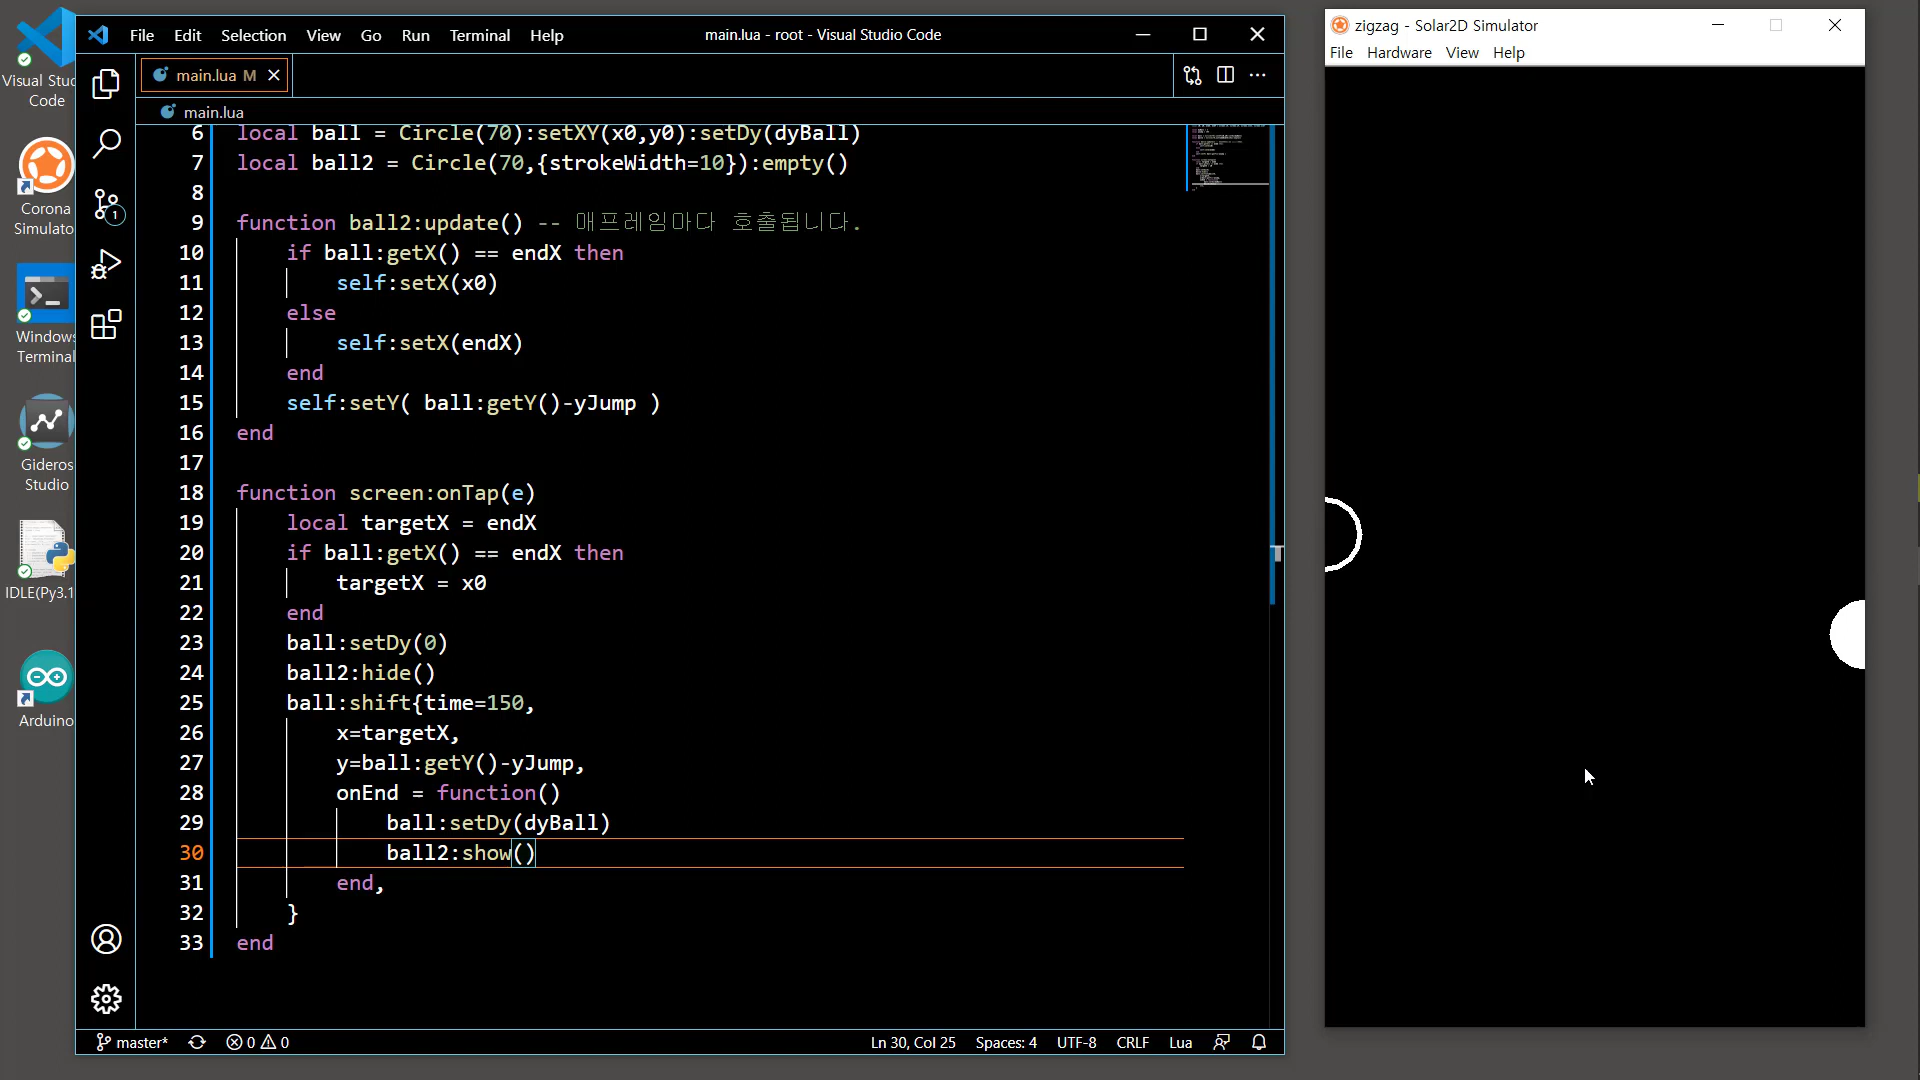 Visual Stud
Code
Corona
Simulato
Windows
Terminal
Gideros
Studio
IDLE(Py3.1
Arduino
File Edit Selection View Go Run Terminal Help
main.lua - root - Visual Studio Code
main.lua M
main.lua
6 local ball = Circle(70):setXY(x0,y0):setDy(dyBall)
7 local ball2 = Circle(70,{strokeWidth=10}):empty()
8
9 function ball2:update() -- 매프레임마다 호출됩니다.
10 if ball:getX() == endX then
11 self:setX(x0)
12 else
13 self:setX(endX)
14 end
15 self:setY( ball:getY()-yJump )
16 end
17
18 function screen:onTap(e)
19 local targetX = endX
20 if ball:getX() == endX then
21 targetX = x0
22 end
23 ball:setDy(0)
24 ball2:hide()
25 ball:shift{time=150,
26 x=targetX,
27 y=ball:getY()-yJump,
28 onEnd = function()
29 ball:setDy(dyBall)
30 ball2:show()
31 end,
32 }
33 end
1
master* 0 0
Ln 30, Col 25 Spaces: 4 UTF-8 CRLF Lua
zigzag - Solar2D Simulator
File Hardware View Help